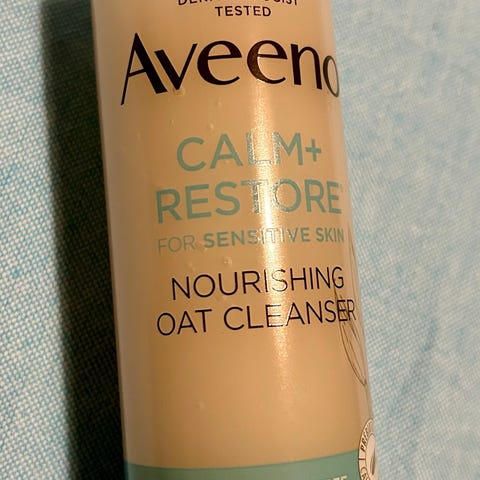 TESTED
Aveeno
CALM+
RESTORE®
FOR SENSITIVE SKIN
NOURISHING
OAT CLEANSER